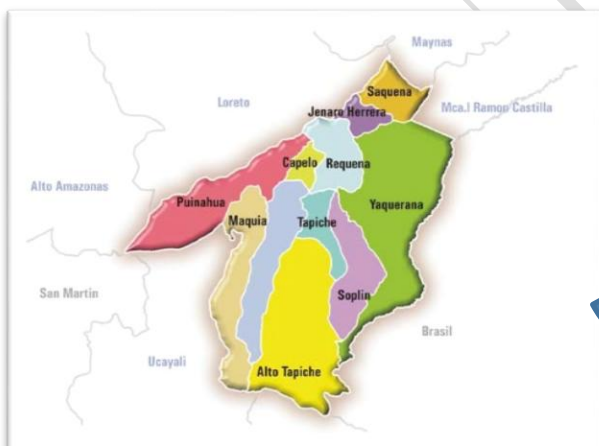 Maynas
Saquena
Loreto
Jenaro Herrera
Mca.l Ramon Castilla
Capelo
Requena
Alto Amazonas
Puinahua
Yaquerana
Maquia
Tapiche
San Martin
Soplin
Brasil
Ucayali
Alto Tapiche